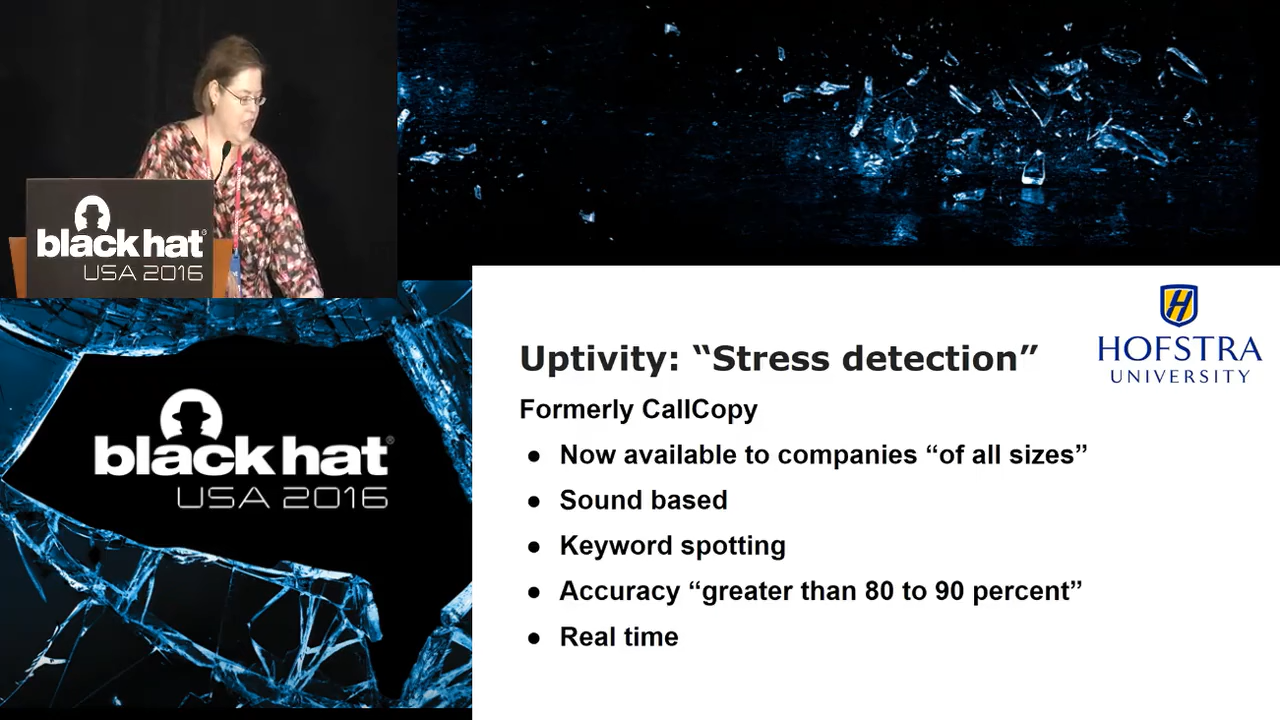 black hat®
USA 2016
black hat®
USA 2016
H
HOFSTRA
UNIVERSITY
Uptivity: “Stress detection”
Formerly CallCopy
● Now available to companies “of all sizes”
● Sound based
● Keyword spotting
● Accuracy “greater than 80 to 90 percent”
● Real time